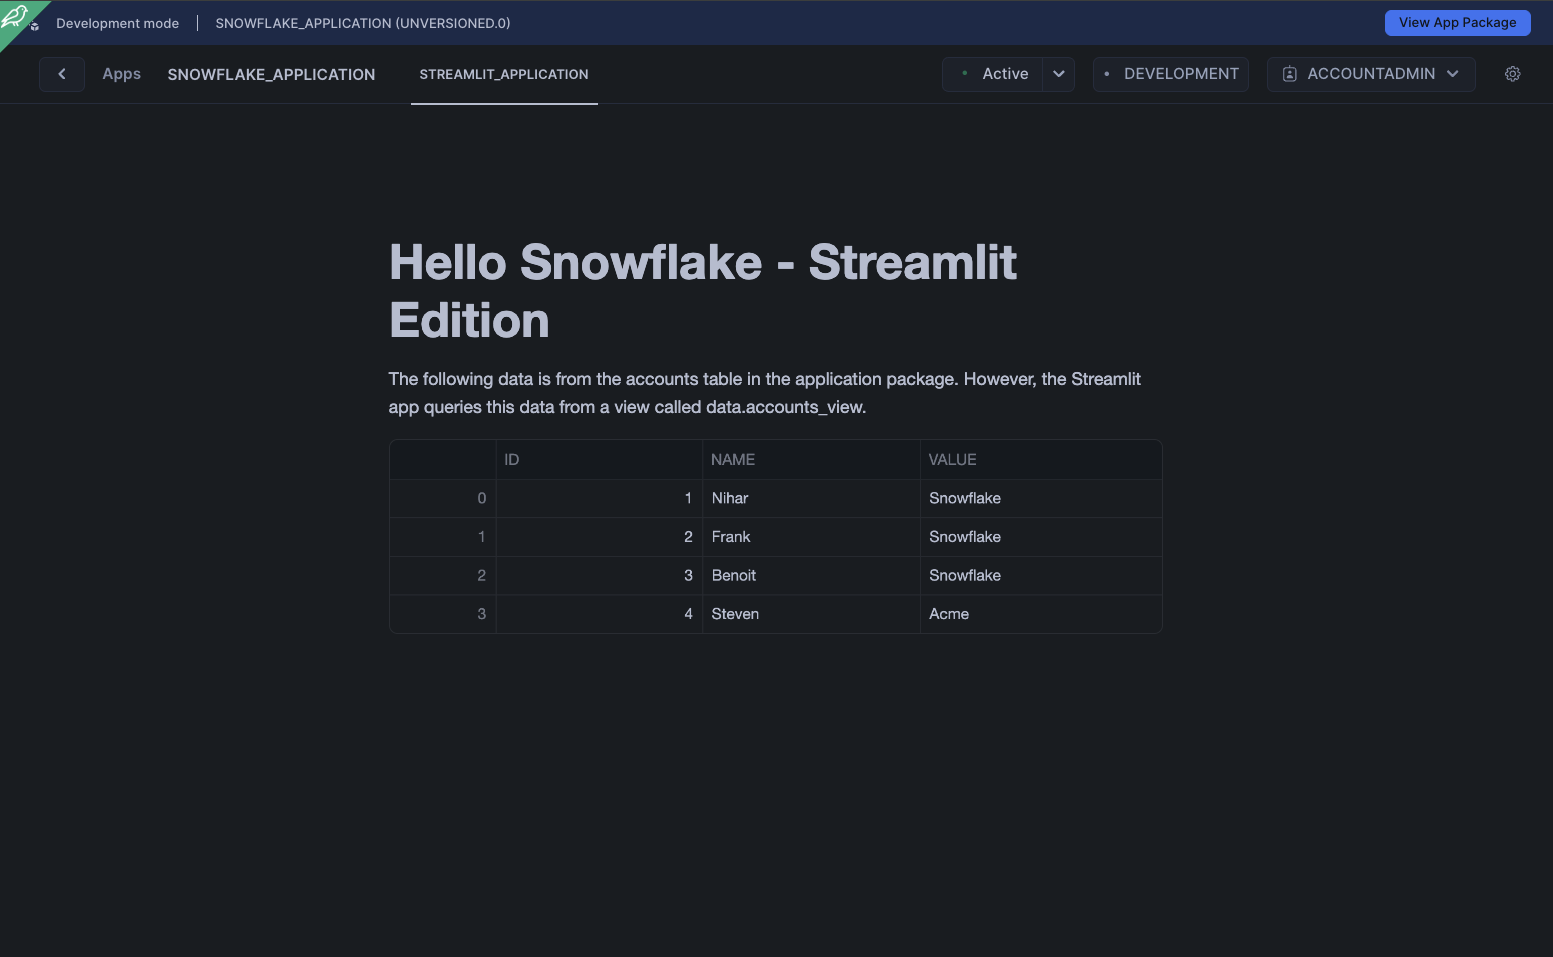 Development mode
SNOWFLAKE_APPLICATION (UNVERSIONED.0)
View App Package
Apps
SNOWFLAKE_APPLICATION
STREAMLIT_APPLICATION
Active
DEVELOPMENT
ACCOUNTADMIN
Hello Snowflake - Streamlit
Edition
The following data is from the accounts table in the application package. However, the Streamlit
app queries this data from a view called data.accounts_view.
ID NAME VALUE
0 1 Nihar Snowflake
1 2 Frank Snowflake
2 3 Benoit Snowflake
3 4 Steven Acme